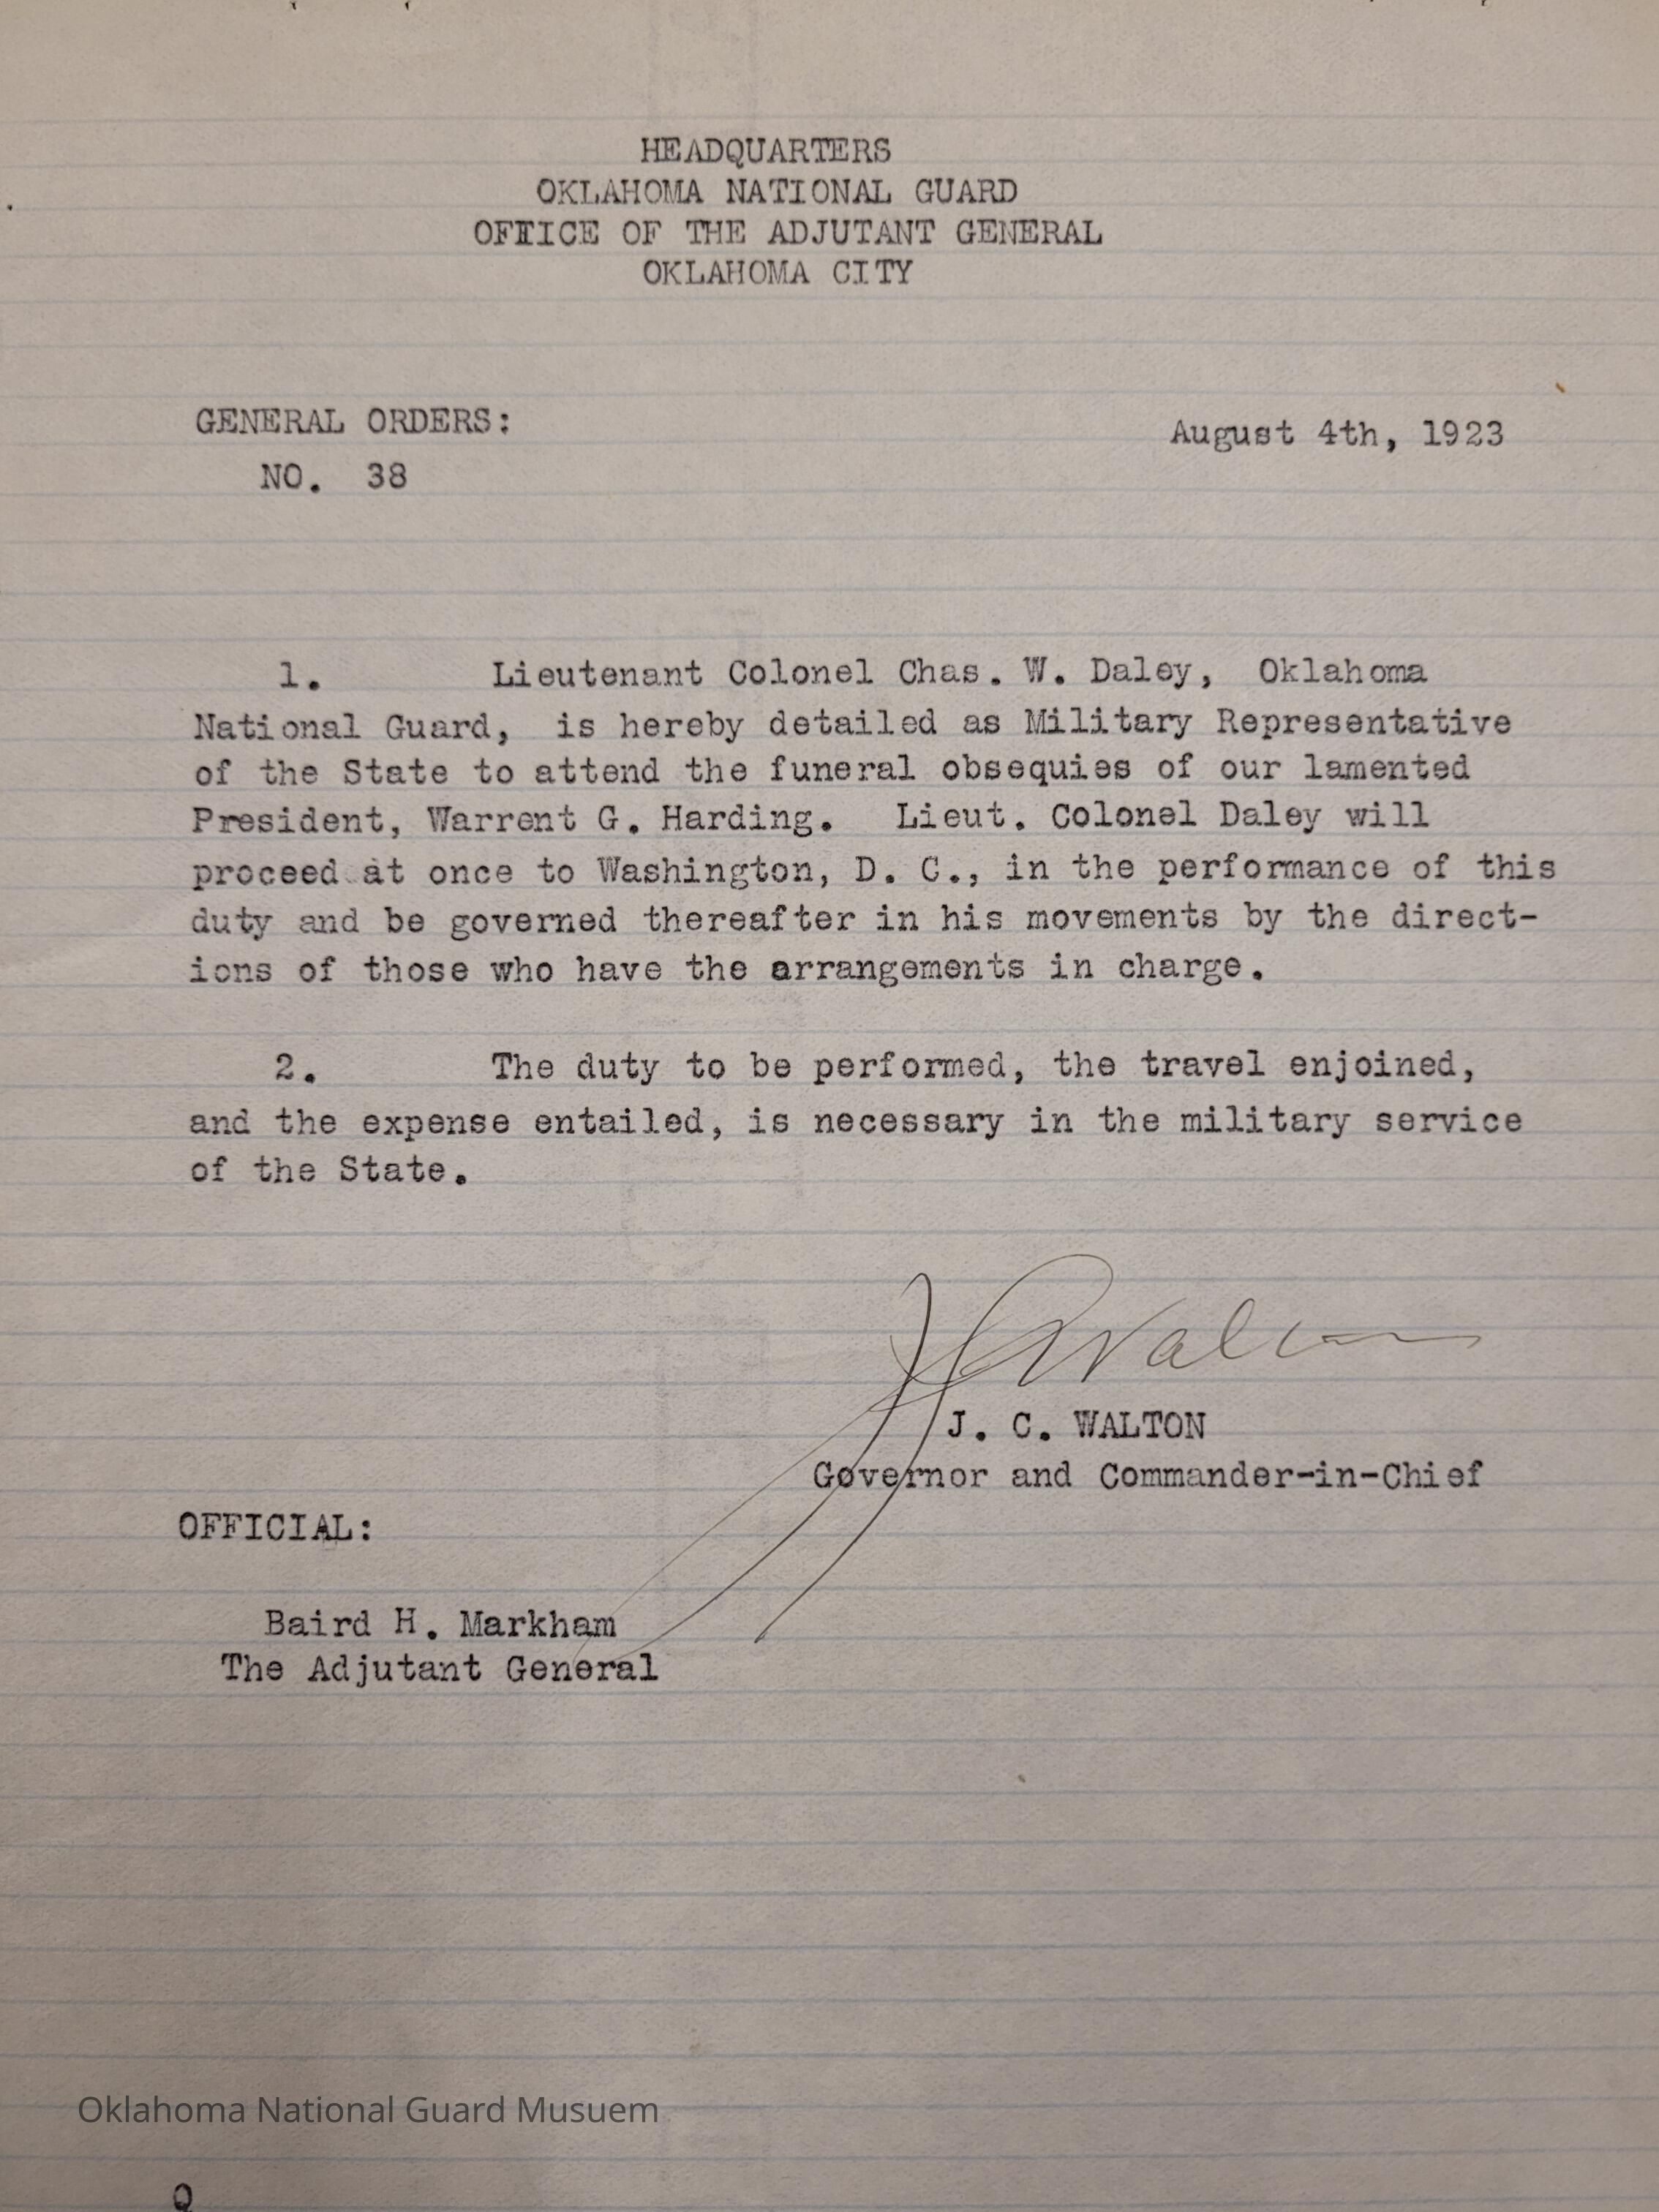 HEADQUARTERS
OKLAHOMA NATIONAL GUARD
OFFICE OF THE ADJUTANT GENERAL
OKLAHOMA CITY
GENERAL ORDERS:
August 4th, 1923
NO. 38
1. Lieutenant Colonel Chas. W. Daley, Oklahoma
National Guard, is hereby detailed as Military Representative
of the State to attend the funeral obsequies of our lamented
President, Warrent G. Harding. Lieut. Colonel Daley will
proceed at once to Washington, D. C., in the performance of this
duty and be governed thereafter in his movements by the direct-
ions of those who have the arrangements in charge.
2. The duty to be performed, the travel enjoined,
and the expense entailed, is necessary in the military service
of the State.
J C Walton
J. C. WALTON
Governor and Commander-in-Chief
OFFICIAL:
Baird H. Markham
The Adjutant General
Oklahoma National Guard Musuem
Q